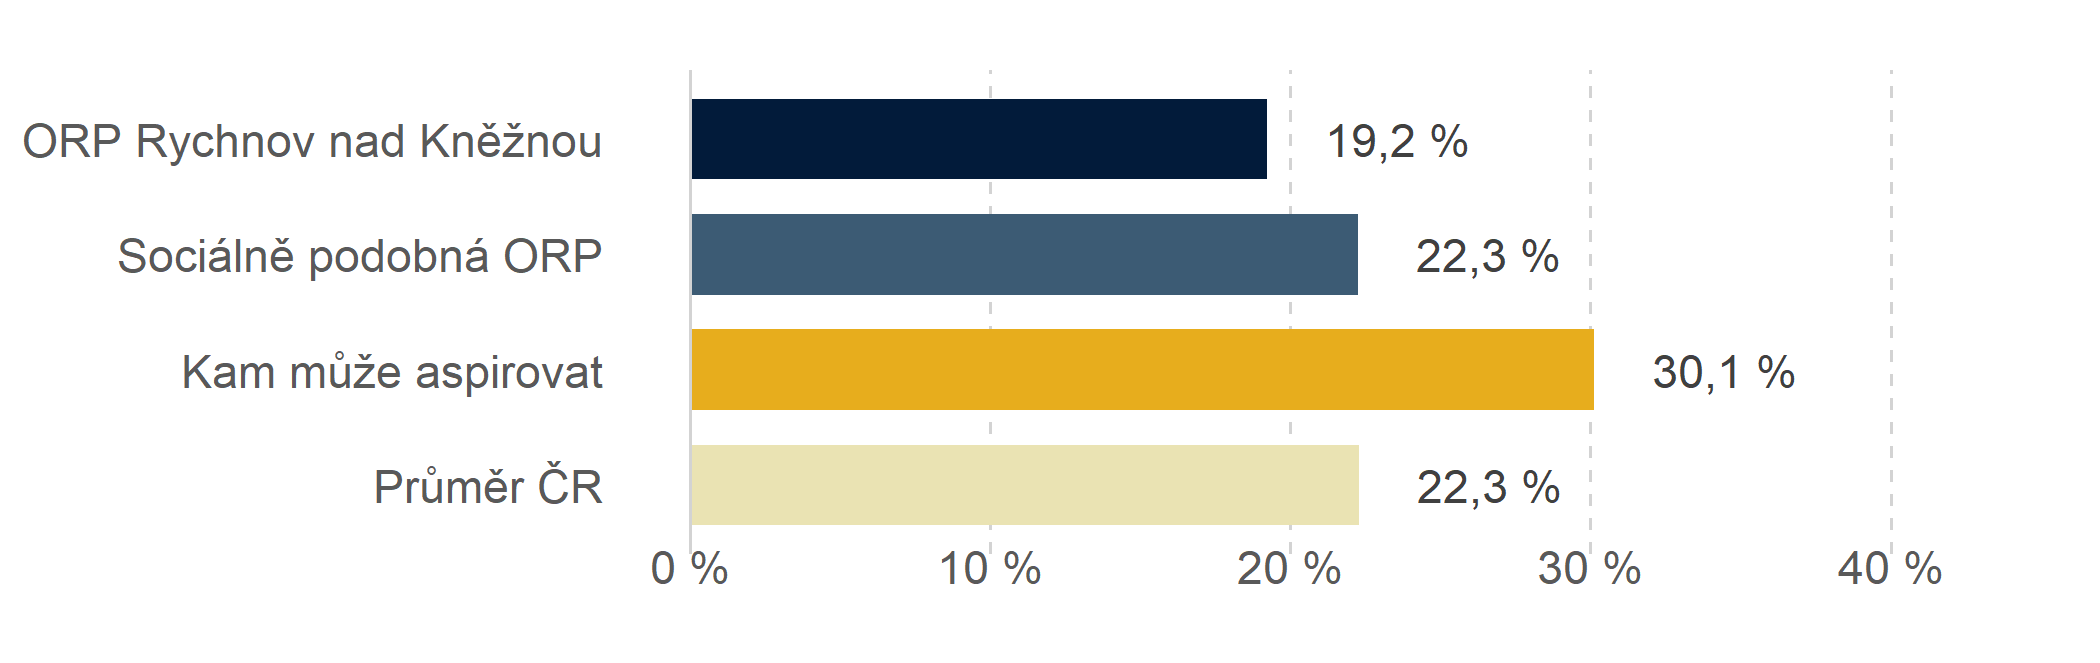 ORP Rychnov nad Kněžnou 19,2 %
Sociálně podobná ORP 22,3 %
Kam může aspirovat 30,1 %
Průměr ČR 22,3 %
0 % 10 % 20 % 30 % 40 %